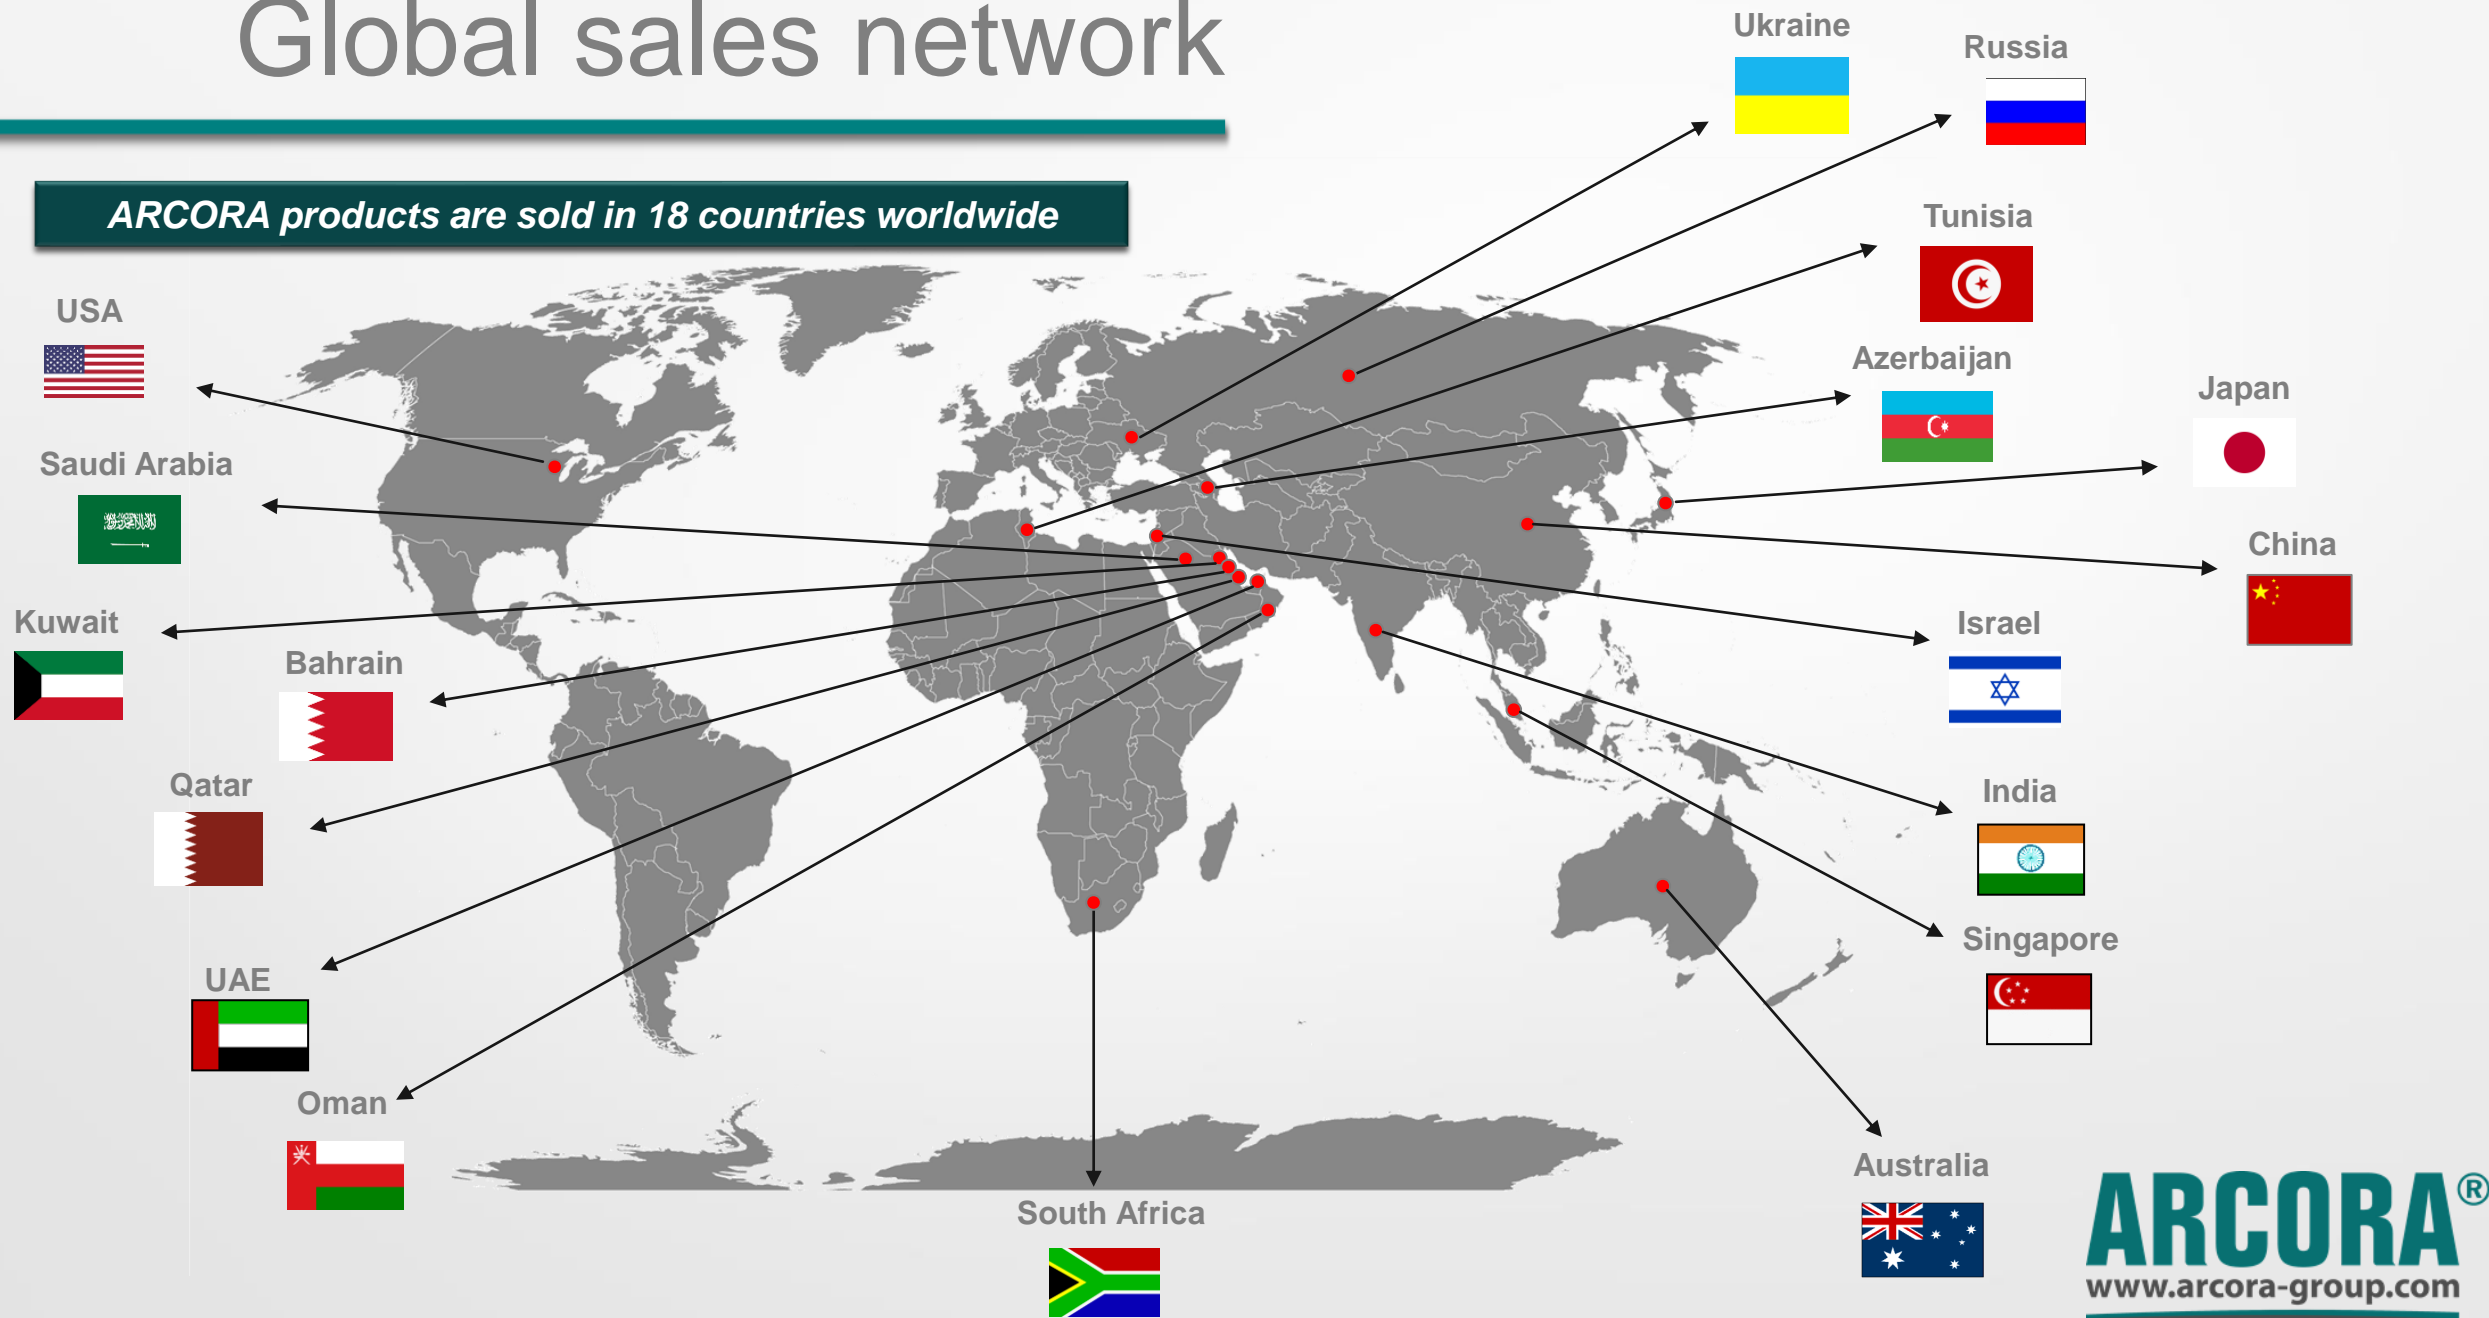 Global sales network
ARCORA products are sold in 18 countries worldwide
Ukraine
Russia
Tunisia
USA
Azerbaijan
Japan
Saudi Arabia
China
Kuwait
Israel
Bahrain
Qatar
India
Singapore
UAE
Oman
Australia
South Africa
ARCORA®
www.arcora-group.com